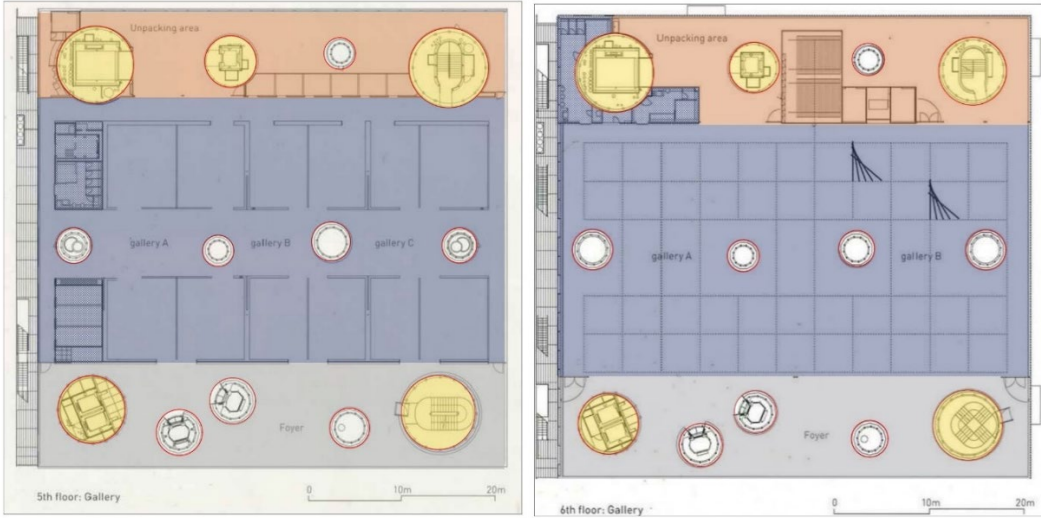 Unpacking area
gallery A
gallery B
gallery C
Foyer
5th floor: Gallery
0
10m
20m
Unpacking area
gallery A
gallery B
Foyer
6th floor: Gallery
0
10m
20m